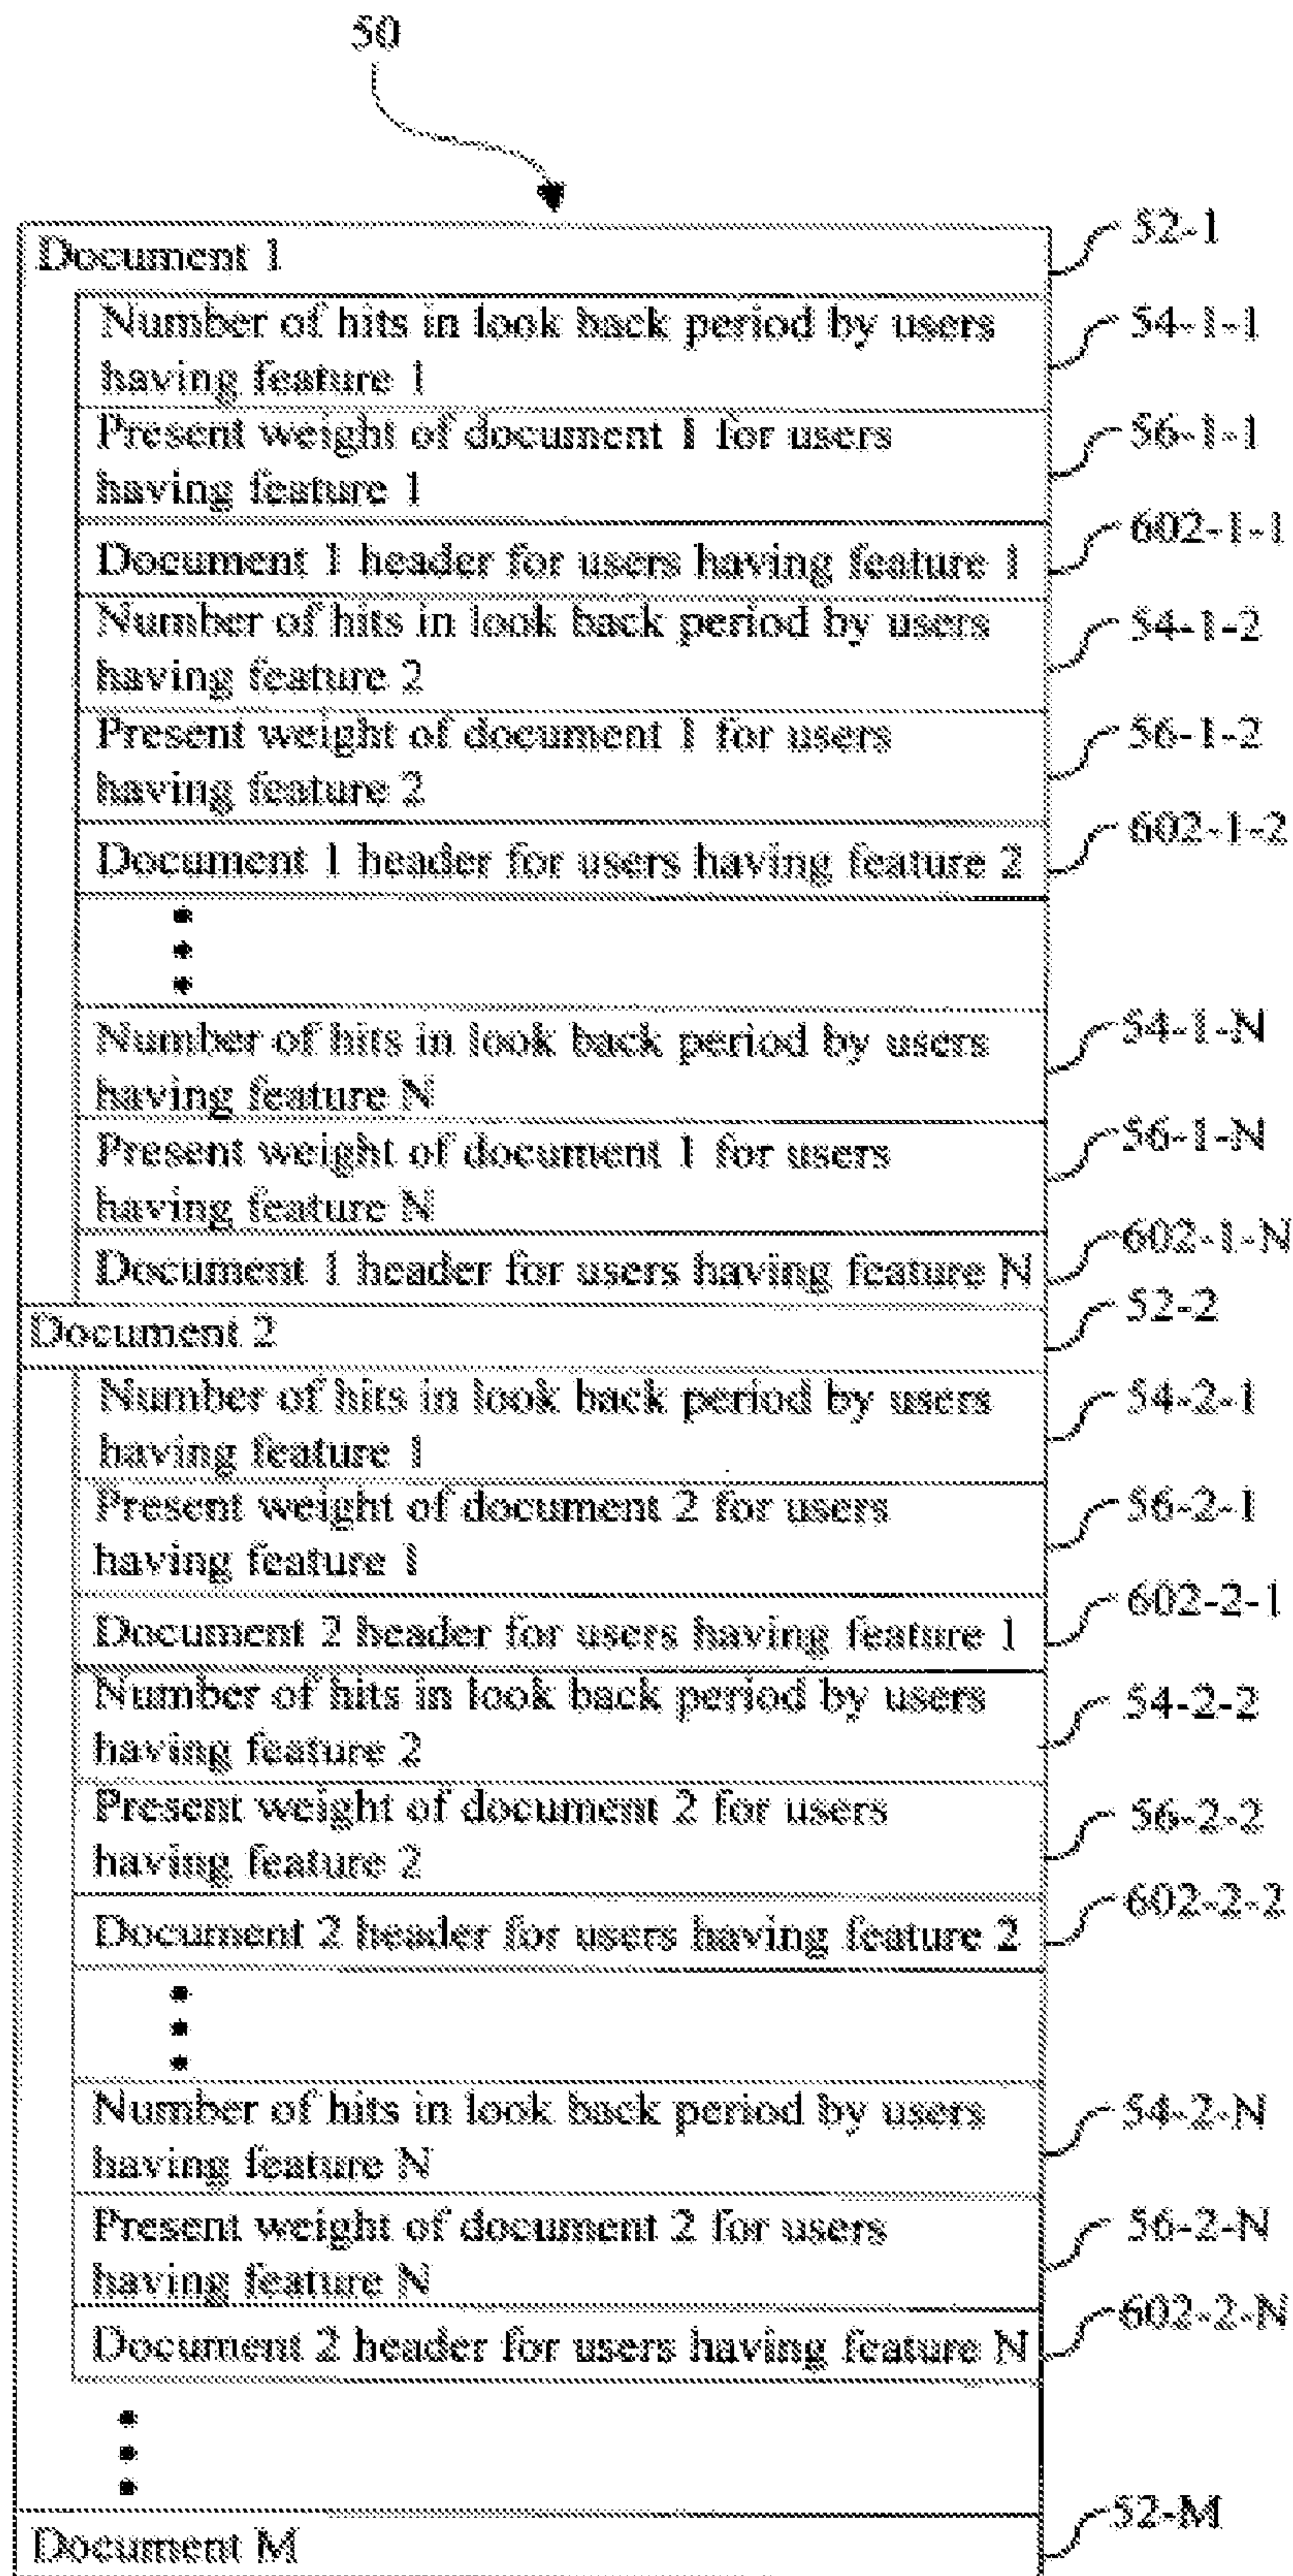 50
Document 1
52-1
Number of hits in look back period by users
having feature 1
54-1-1
Present weight of document 1 for users
having feature 1
56-1-1
Document 1 header for users having feature 1
602-1-1
Number of hits in look back period by users
having feature 2
54-1-2
Present weight of document 1 for users
having feature 2
56-1-2
Document 1 header for users having feature 2
602-1-2
Number of hits in look back period by users
having feature N
54-1-N
Present weight of document 1 for users
having feature N
56-1-N
Document 1 header for users having feature N
602-1-N
Document 2
52-2
Number of hits in look back period by users
having feature 1
54-2-1
Present weight of document 2 for users
having feature 1
56-2-1
Document 2 header for users having feature 1
602-2-1
Number of hits in look back period by users
having feature 2
54-2-2
Present weight of document 2 for users
having feature 2
56-2-2
Document 2 header for users having feature 2
602-2-2
Number of hits in look back period by users
having feature N
54-2-N
Present weight of document 2 for users
having feature N
56-2-N
Document 2 header for users having feature N
602-2-N
Document M
52-M